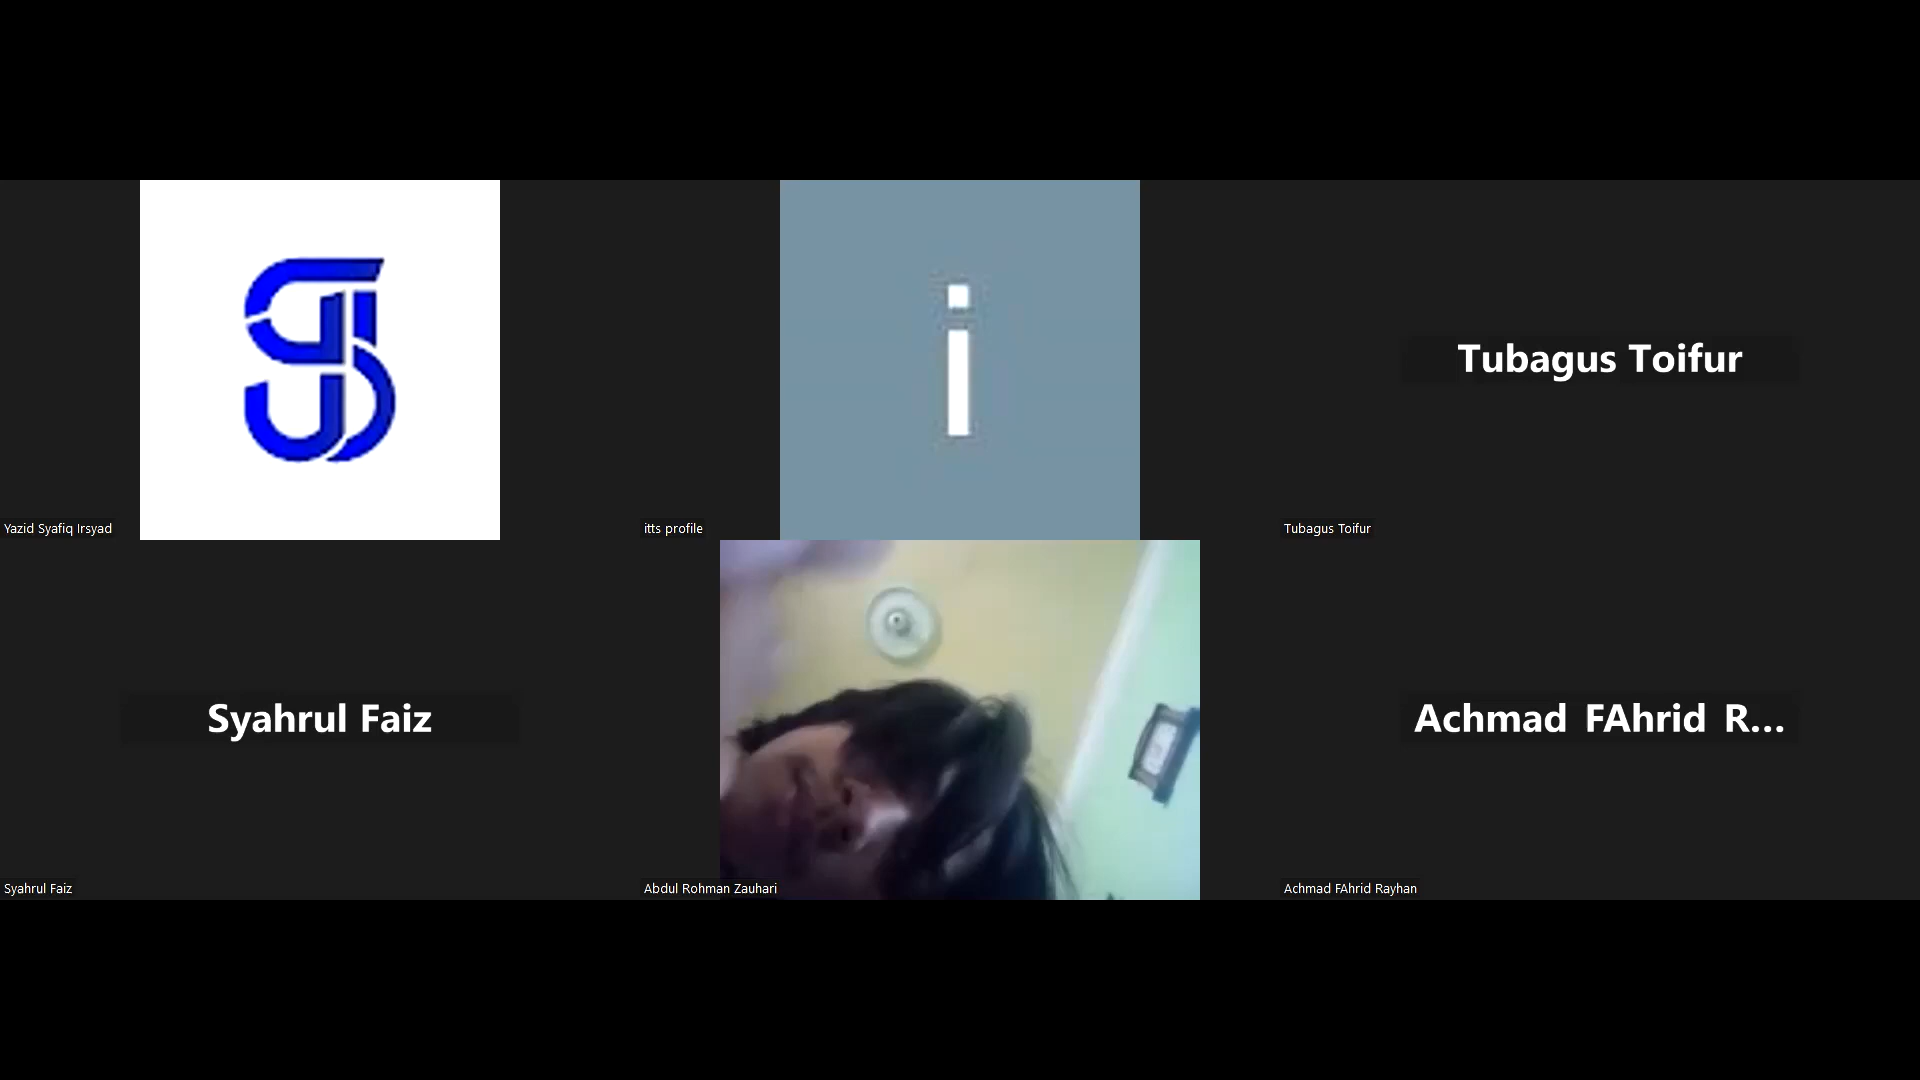 i
Tubagus Toifur
Yazid Syafiq Irsyad
itts profile
Tubagus Toifur
Syahrul Faiz
Achmad FAhrid R...
Syahrul Faiz
Abdul Rohman Zauhari
Achmad FAhrid Rayhan